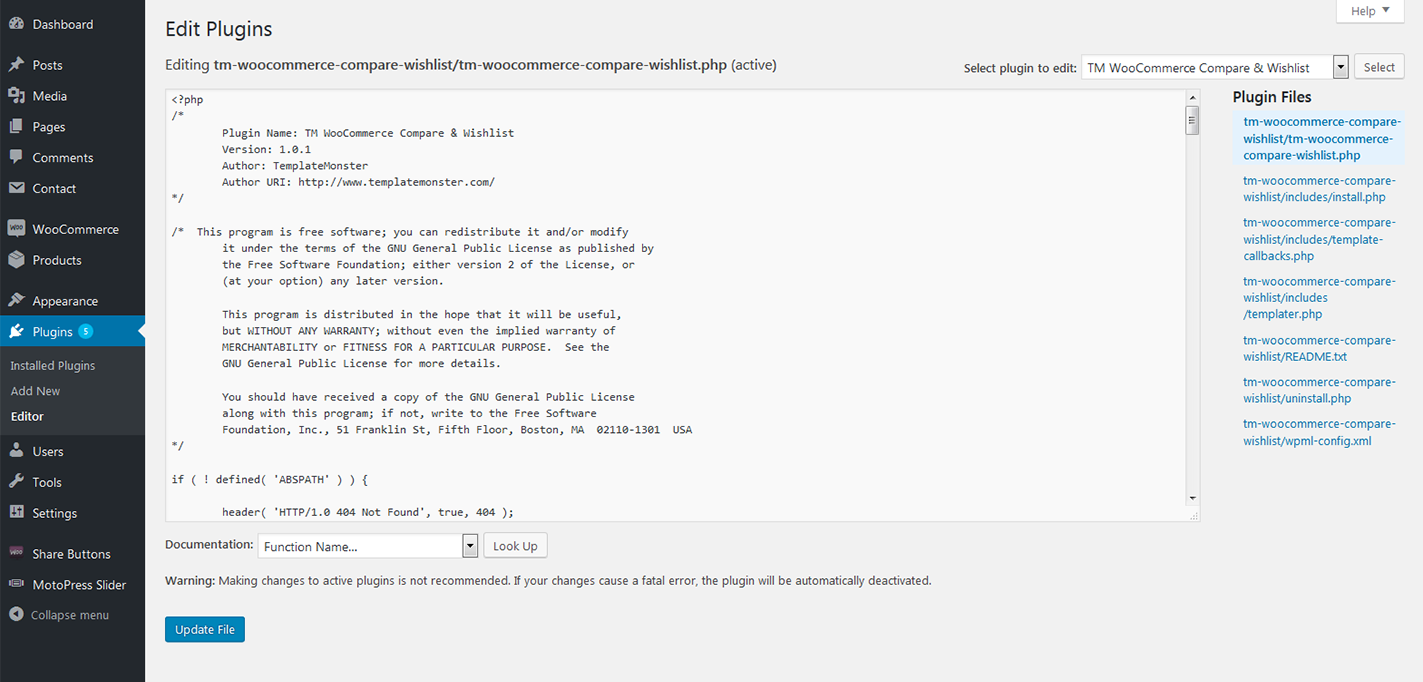 Dashboard
Posts
Media
Pages
Comments
Contact
WooCommerce
Products
Appearance
Plugins 5
Installed Plugins
Add New
Editor
Users
Tools
Settings
Share Buttons
MotoPress Slider
Collapse menu
Help
Edit Plugins
Editing tm-woocommerce-compare-wishlist/tm-woocommerce-compare-wishlist.php (active)
Select plugin to edit: TM WooCommerce Compare & Wishlist Select
<?php
/*
Plugin Name: TM WooCommerce Compare & Wishlist
Version: 1.0.1
Author: TemplateMonster
Author URI: http://www.templatemonster.com/
*/
/* This program is free software; you can redistribute it and/or modify
it under the terms of the GNU General Public License as published by
the Free Software Foundation; either version 2 of the License, or
(at your option) any later version.
This program is distributed in the hope that it will be useful,
but WITHOUT ANY WARRANTY; without even the implied warranty of
MERCHANTABILITY or FITNESS FOR A PARTICULAR PURPOSE. See the
GNU General Public License for more details.
You should have received a copy of the GNU General Public License
along with this program; if not, write to the Free Software
Foundation, Inc., 51 Franklin St, Fifth Floor, Boston, MA 02110-1301 USA
*/
if ( ! defined( 'ABSPATH' ) ) {
header( 'HTTP/1.0 404 Not Found', true, 404 );
Plugin Files
tm-woocommerce-compare-
wishlist/tm-woocommerce-
compare-wishlist.php
tm-woocommerce-compare-
wishlist/includes/install.php
tm-woocommerce-compare-
wishlist/includes/template-
callbacks.php
tm-woocommerce-compare-
wishlist/includes
/templater.php
tm-woocommerce-compare-
wishlist/README.txt
tm-woocommerce-compare-
wishlist/uninstall.php
tm-woocommerce-compare-
wishlist/wpml-config.xml
Documentation: Function Name... Look Up
Warning: Making changes to active plugins is not recommended. If your changes cause a fatal error, the plugin will be automatically deactivated.
Update File